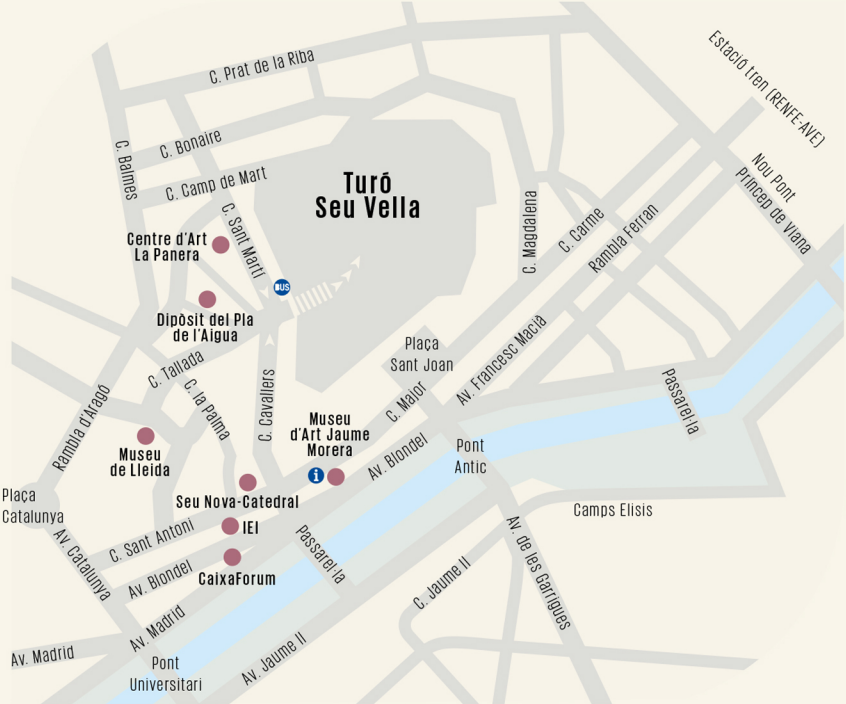 C. Prat de la Riba
Estació tren (RENFE-AVE)
C. Balmes
C. Bonaire
C. Camp de Mart
Turó
Seu Vella
Nou Pont
Príncep de Viana
C. Sant Martí
C. Magdalena
C. Carme
Rambla Ferran
Centre d'Art
La Panera
BUS
Dipòsit del Pla
de l'Aigua
Plaça
Sant Joan
Av. Francesc Macià
C. Tallada
C. la Palma
C. Cavallers
C. Major
Passarel·la
Rambla d'Aragó
Museu
d'Art Jaume
Morera
Museu
de Lleida
i
Av. Blondel
Pont
Antic
Plaça
Catalunya
Seu Nova-Catedral
IEI
Camps Elisis
C. Sant Antoni
Av. Catalunya
Passarel·la
Av. de les Garrigues
Av. Blondel
CaixaForum
C. Jaume II
Av. Madrid
Av. Madrid
Av. Jaume II
Pont
Universitari